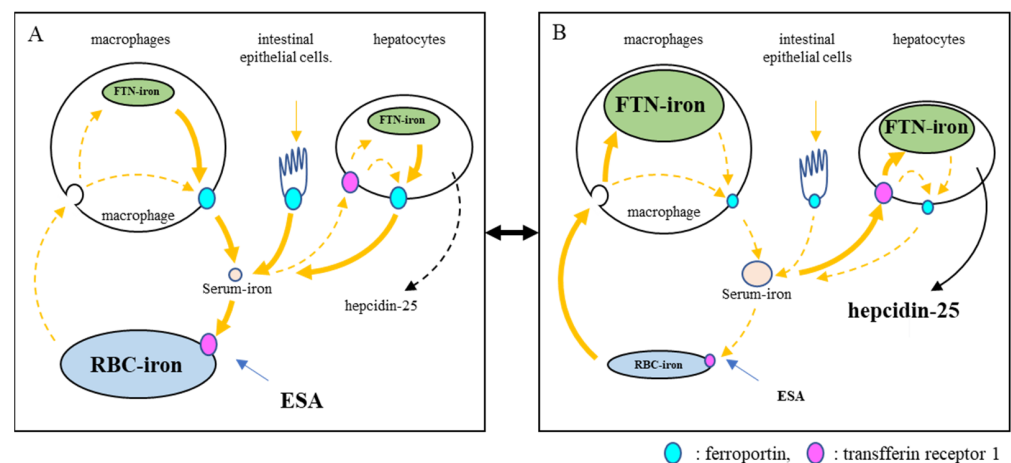 A
macrophages
intestinal
epithelial cells.
hepatocytes
FTN-iron
FTN-iron
macrophage
Serum-iron
hepcidin-25
RBC-iron
ESA
B
macrophages
intestinal
epithelial cells
hepatocytes
FTN-iron
FTN-iron
macrophage
Serum-iron
hepcidin-25
RBC-iron
ESA
: ferroportin, : transfferin receptor 1